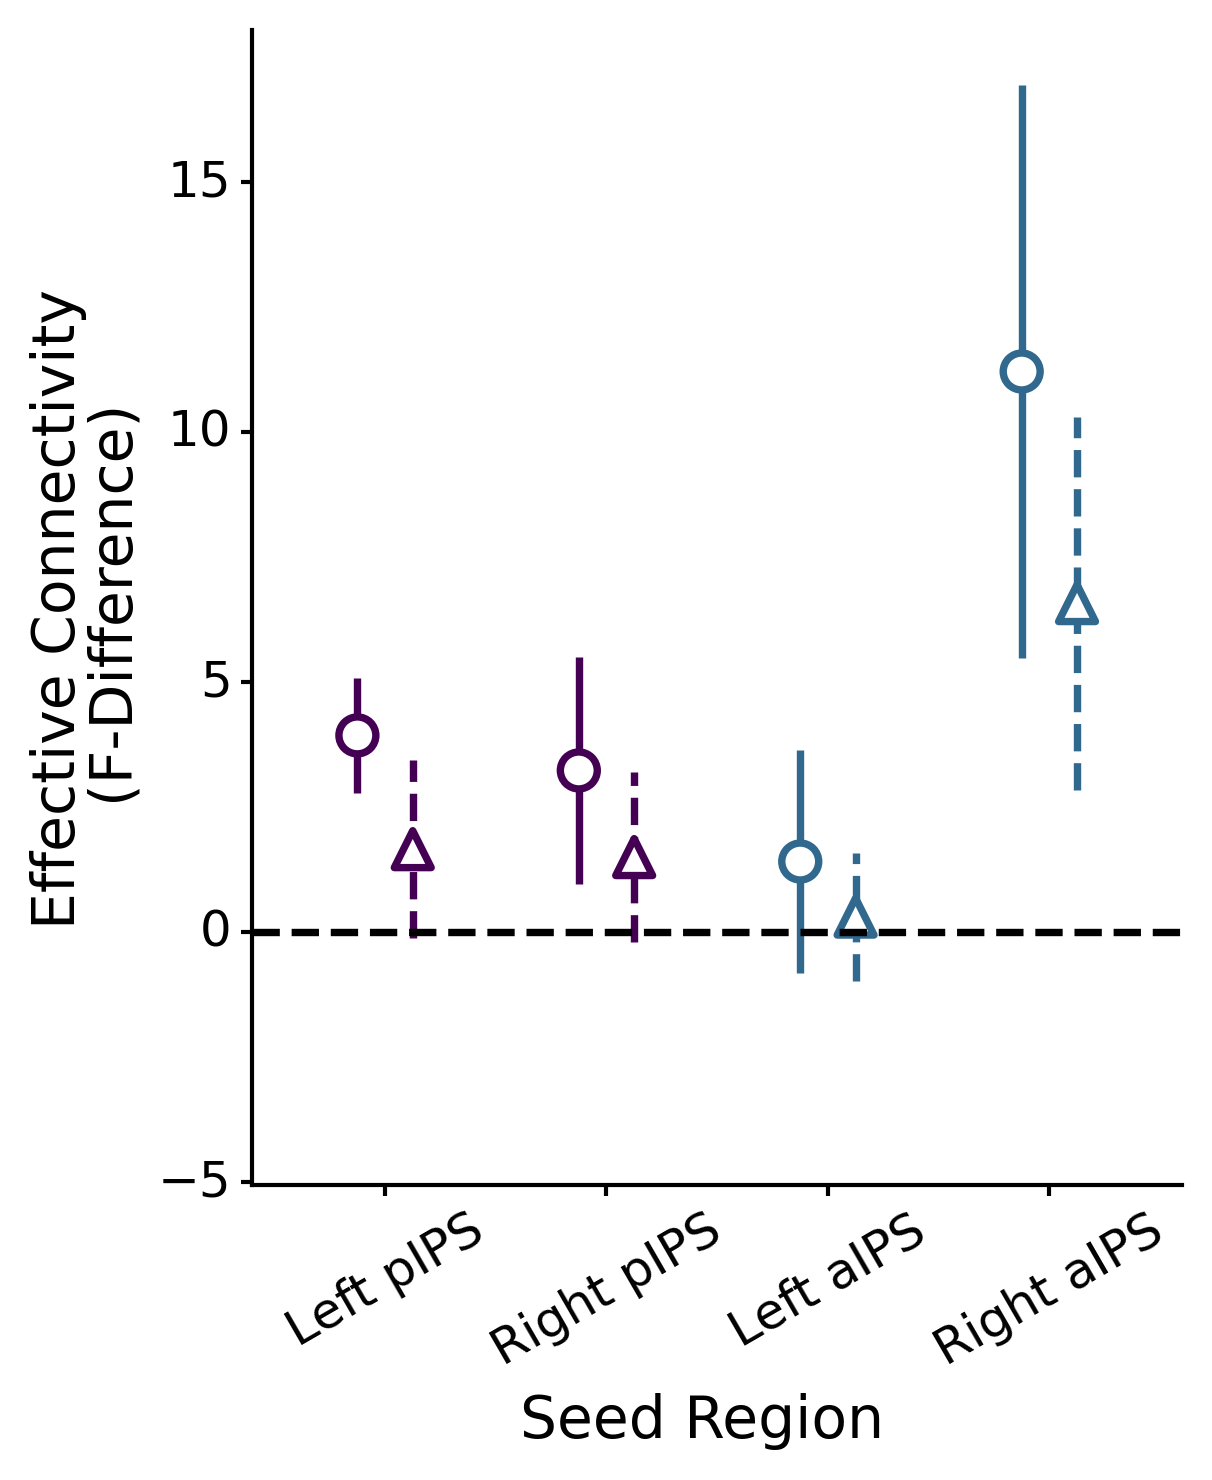 Effective Connectivity
(F-Difference)
15
10
5
0
−5
Left pIPS
Right pIPS
Left aIPS
Right aIPS
Seed Region